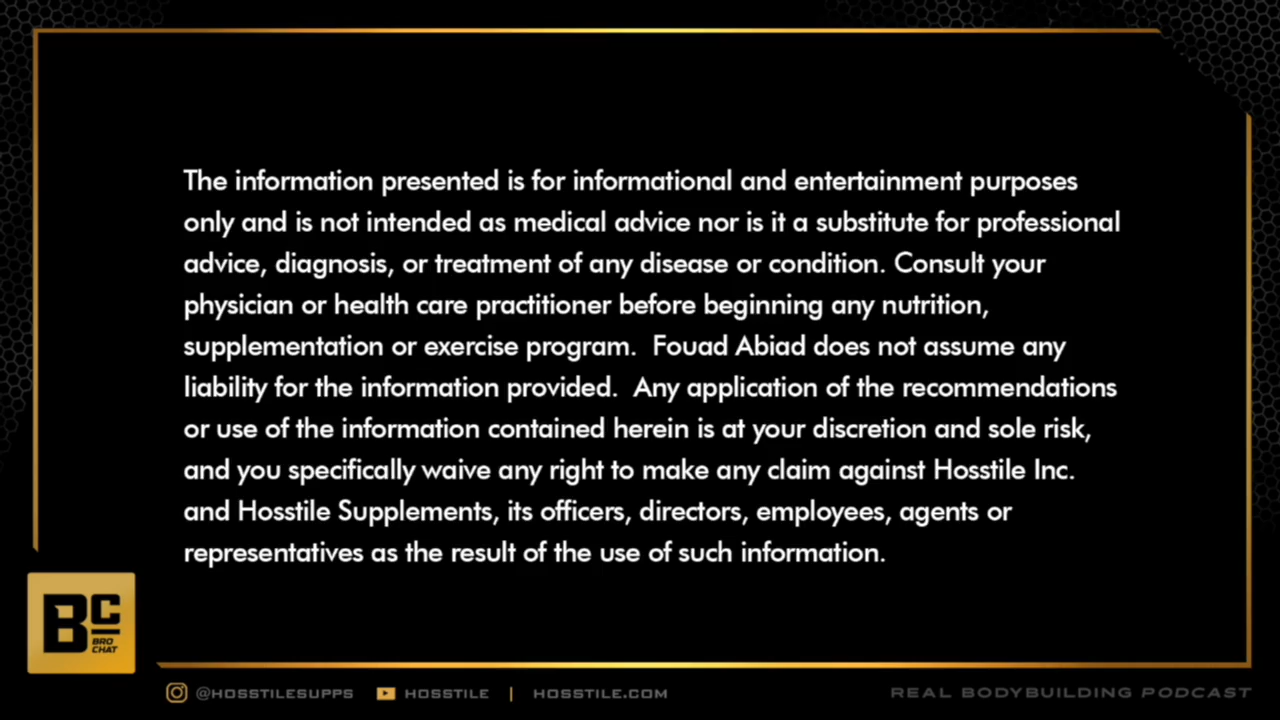 The information presented is for informational and entertainment purposes
only and is not intended as medical advice nor is it a substitute for professional
advice, diagnosis, or treatment of any disease or condition. Consult your
physician or health care practitioner before beginning any nutrition,
supplementation or exercise program.  Fouad Abiad does not assume any
liability for the information provided.  Any application of the recommendations
or use of the information contained herein is at your discretion and sole risk,
and you specifically waive any right to make any claim against Hosstile Inc.
and Hosstile Supplements, its officers, directors, employees, agents or
representatives as the result of the use of such information.
BC
BRO
CHAT
@HOSSTILESUPPS HOSSTILE | HOSSTILE.COM REAL BODYBUILDING PODCAST